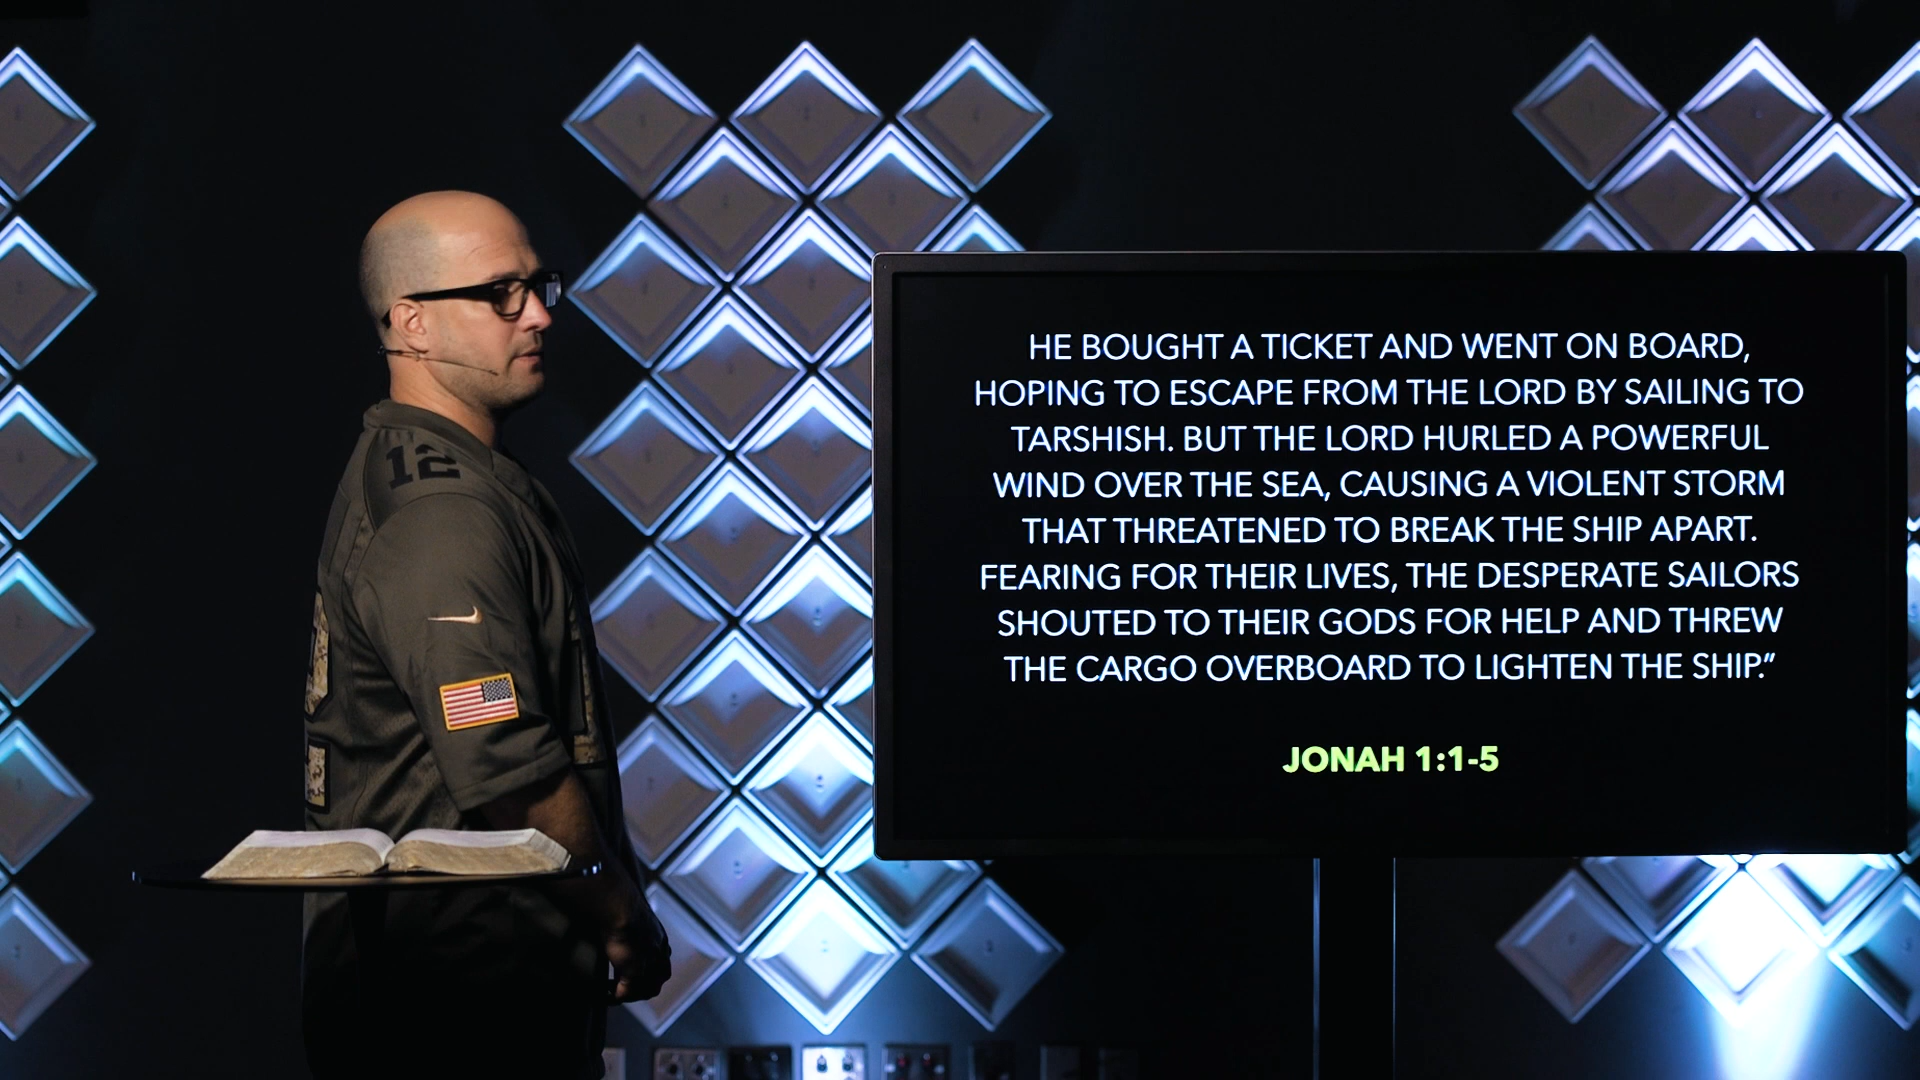 HE BOUGHT A TICKET AND WENT ON BOARD,
HOPING TO ESCAPE FROM THE LORD BY SAILING TO
TARSHISH. BUT THE LORD HURLED A POWERFUL
WIND OVER THE SEA, CAUSING A VIOLENT STORM
THAT THREATENED TO BREAK THE SHIP APART.
FEARING FOR THEIR LIVES, THE DESPERATE SAILORS
SHOUTED TO THEIR GODS FOR HELP AND THREW
THE CARGO OVERBOARD TO LIGHTEN THE SHIP.”
JONAH 1:1-5
12